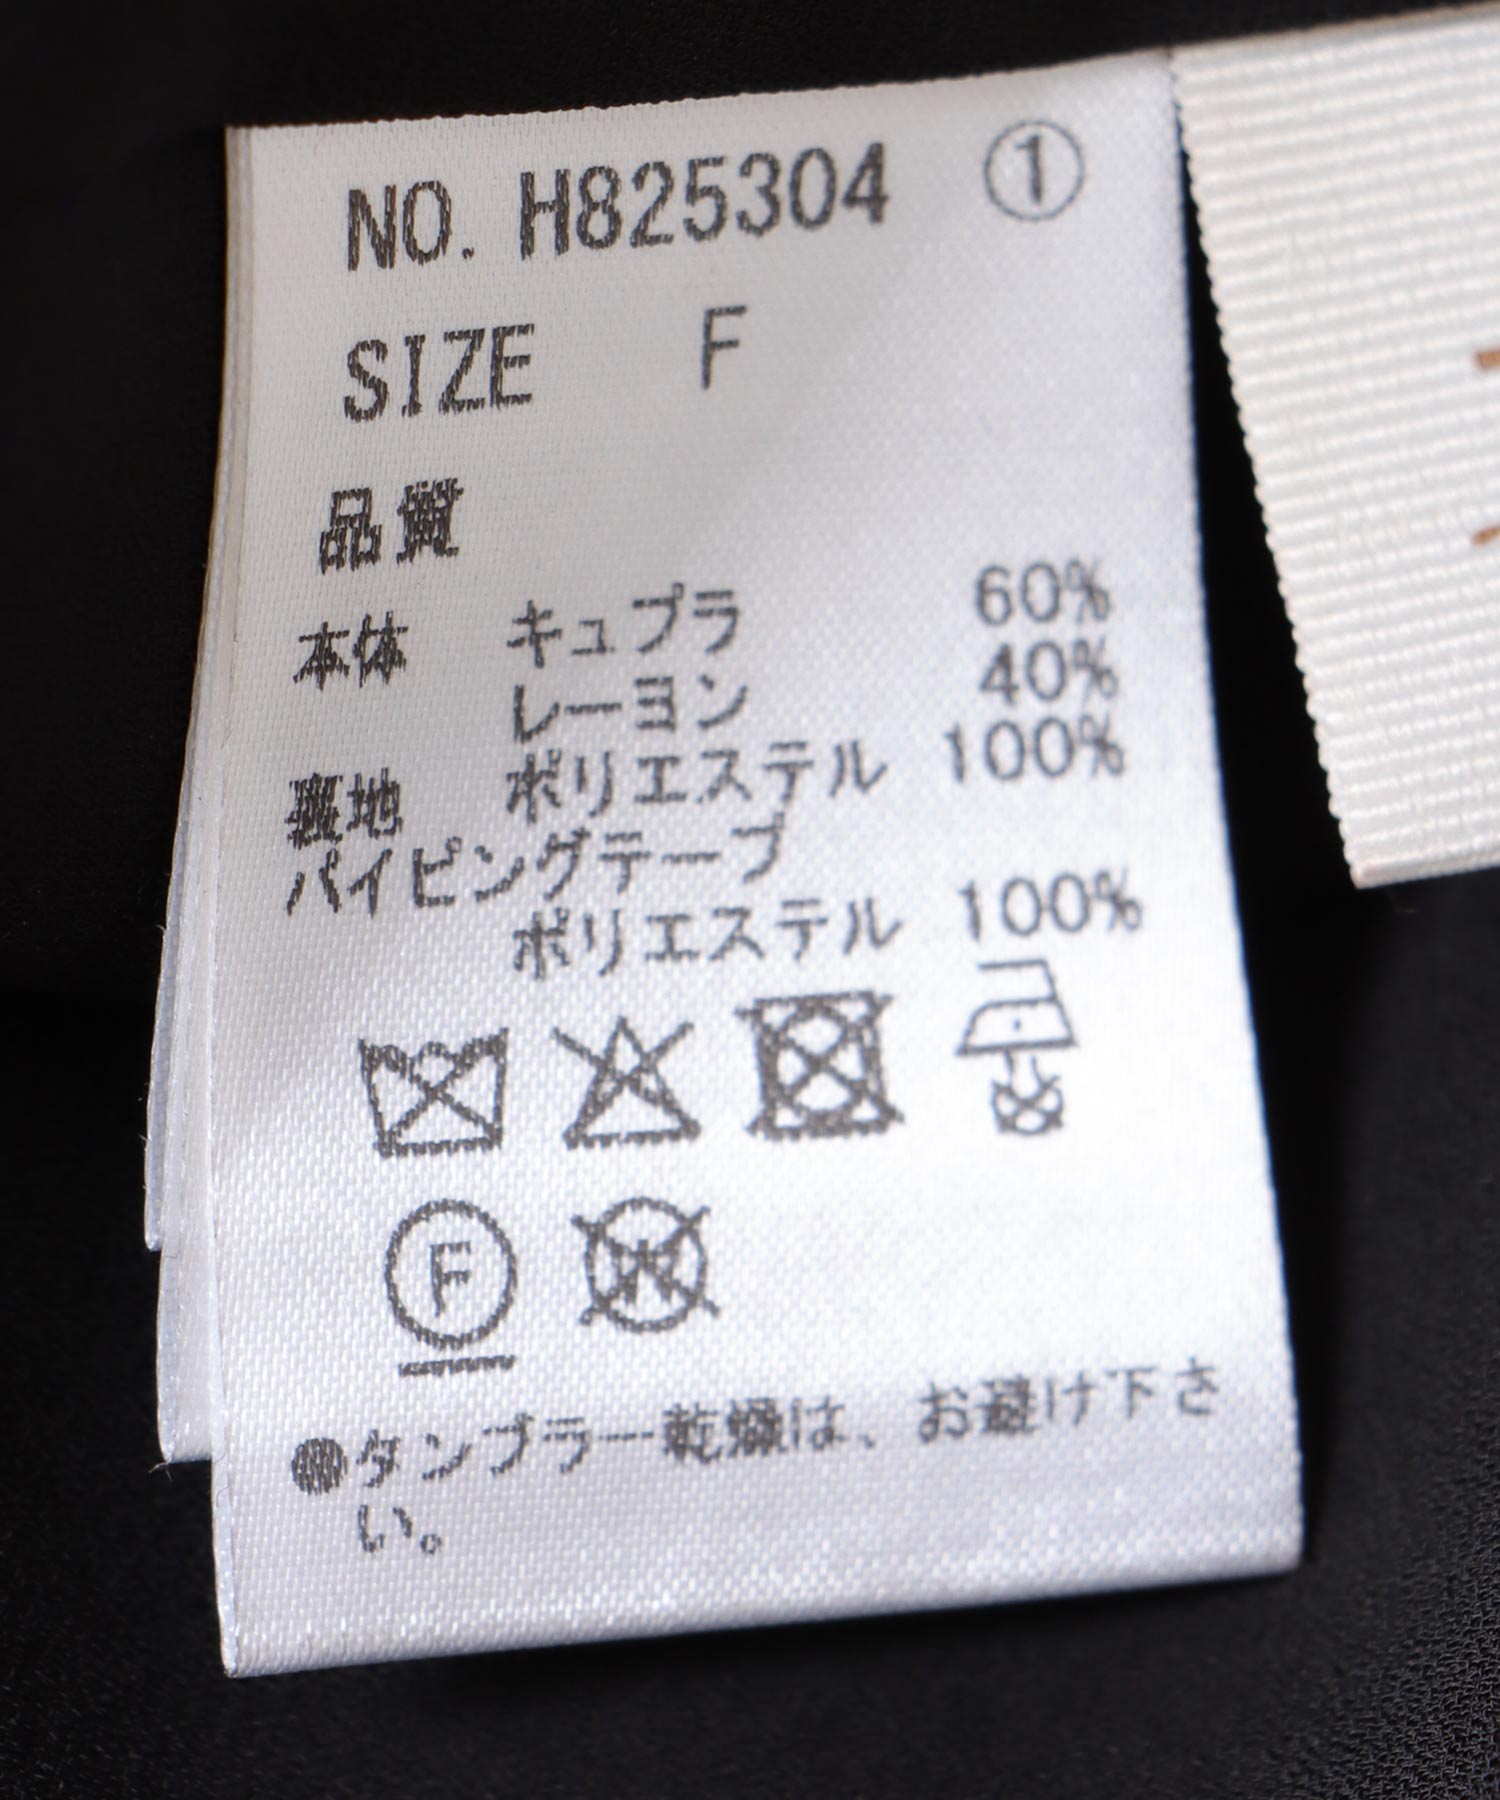 NO. H825304 ①
SIZE F
品質
本体 キュプラ 60%
レーヨン 40%
裏地 ポリエステル 100%
パイピングテープ
ポリエステル 100%
F
W
●タンブラー乾燥は、お避け下さ
い。